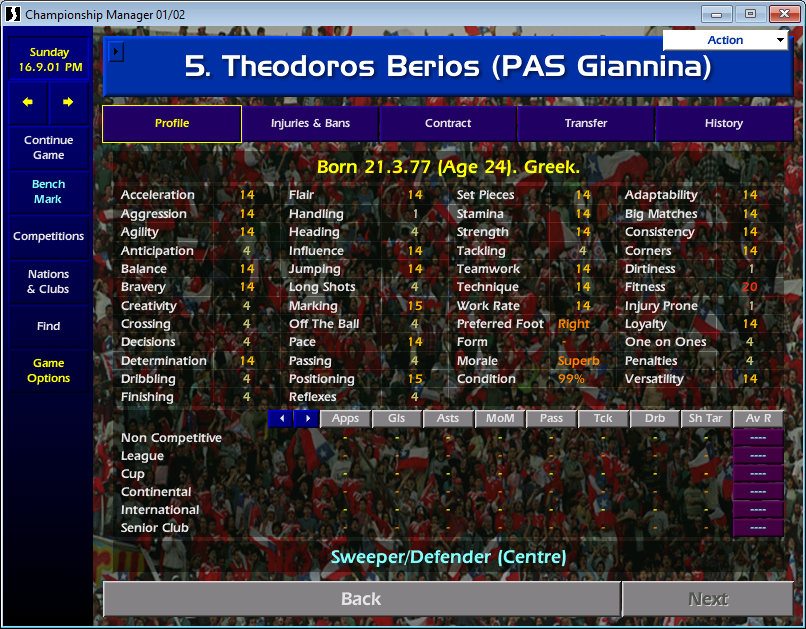 Championship Manager 01/02
Action
Sunday
16.9.01 PM
Continue
Game
Bench
Mark
Competitions
Nations
& Clubs
Find
Game
Options
5. Theodoros Berios (PAS Giannina)
Profile Injuries & Bans Contract Transfer History
Born 21.3.77 (Age 24). Greek.
Acceleration 14 Flair 14 Set Pieces 14 Adaptability 14
Aggression 14 Handling 1 Stamina 14 Big Matches 14
Agility 14 Heading 4 Strength 14 Consistency 14
Anticipation 4 Influence 14 Tackling 4 Corners 14
Balance 14 Jumping 14 Teamwork 14 Dirtiness 1
Bravery 14 Long Shots 4 Technique 14 Fitness 20
Creativity 4 Marking 15 Work Rate 14 Injury Prone 1
Crossing 4 Off The Ball 4 Preferred Foot Right Loyalty 14
Decisions 4 Pace 14 Form - One on Ones 4
Determination 14 Passing 4 Morale Superb Penalties 4
Dribbling 4 Positioning 15 Condition 99% Versatility 14
Finishing 4 Reflexes 4
Apps Gls Asts MoM Pass Tck Drb Sh Tar Av R
Non Competitive - - - - - - - - ----
League - - - - - - - - ----
Cup - - - - - - - - ----
Continental - - - - - - - - ----
International - - - - - - - - ----
Senior Club - - - - - - - - ----
Sweeper/Defender (Centre)
Back Next